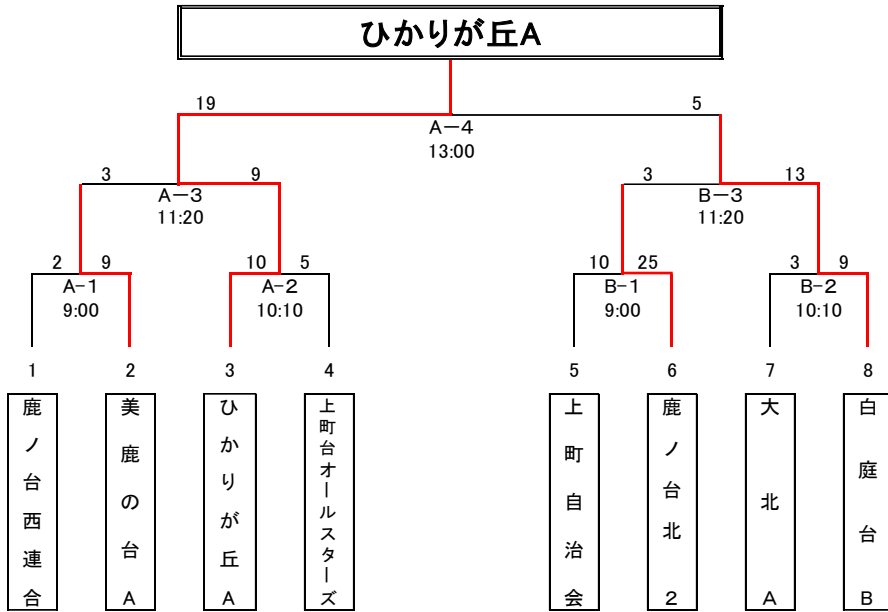 ひかりが丘A
19 5
A－4
13:00
3 9 3 13
A－3 B－3
11:20 11:20
2 9 10 5 10 25 3 9
A-1 A-2 B-1 B-2
9:00 10:10 9:00 10:10
1 2 3 4 5 6 7 8
鹿ノ台西連合
美鹿の台A
ひかりが丘A
上町台オールスターズ
上町自治会
鹿ノ台北2
大北A
白庭台B